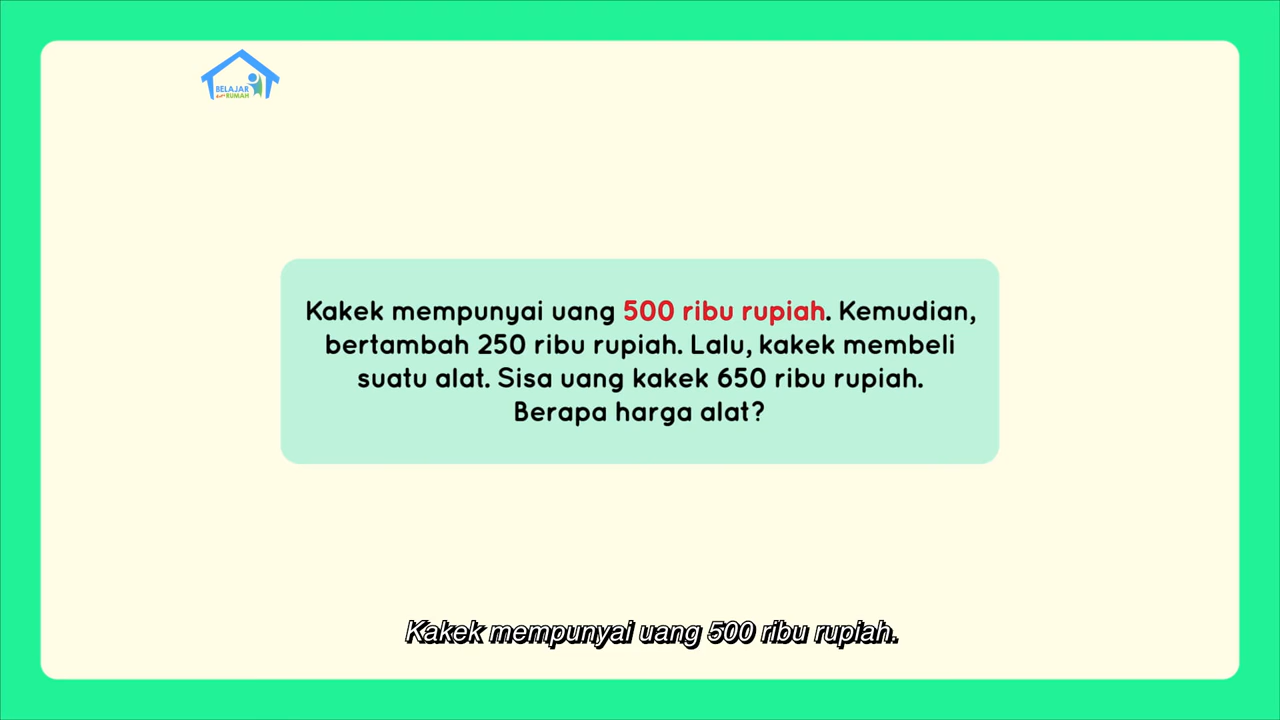 BELAJAR
dari RUMAH
Kakek mempunyai uang 500 ribu rupiah. Kemudian,
bertambah 250 ribu rupiah. Lalu, kakek membeli
suatu alat. Sisa uang kakek 650 ribu rupiah.
Berapa harga alat?
Kakek mempunyai uang 500 ribu rupiah.